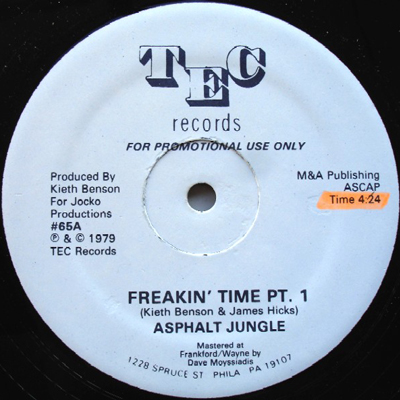 TEC
records
FOR PROMOTIONAL USE ONLY
Produced By
Kieth Benson
For Jocko
Productions
#65A
℗ & © 1979
TEC Records
M&A Publishing
ASCAP
Time 4:24
FREAKIN' TIME PT. 1
(Kieth Benson & James Hicks)
ASPHALT JUNGLE
Mastered at
Frankford/Wayne by
Dave Moyssiadis
1228 SPRUCE ST PHILA PA 19107